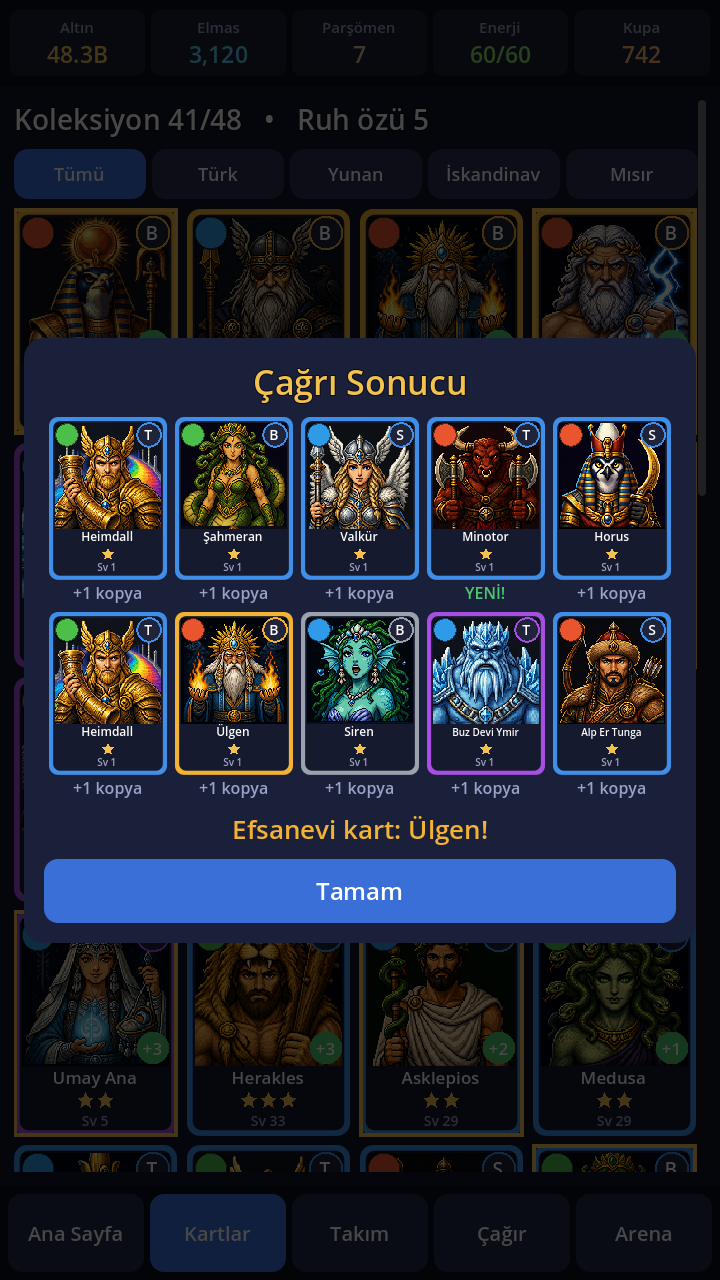 Altın Elmas Parşömen Enerji Kupa
48.3B 3,120 7 60/60 742
Koleksiyon 41/48 • Ruh özü 5
Tümü Türk Yunan İskandinav Mısır
B B B B
Çağrı Sonucu
T B S T S
Heimdall Şahmeran Valkür Minotor Horus
Sv 1 Sv 1 Sv 1 Sv 1 Sv 1
+1 kopya +1 kopya +1 kopya YENİ! +1 kopya
T B B T S
Heimdall Ülgen Siren Buz Devi Ymir Alp Er Tunga
Sv 1 Sv 1 Sv 1 Sv 1 Sv 1
+1 kopya +1 kopya +1 kopya +1 kopya +1 kopya
Efsanevi kart: Ülgen!
Tamam
+3 +3 +2 +1
Umay Ana Herakles Asklepios Medusa
Sv 5 Sv 33 Sv 29 Sv 29
T T S B
Ana Sayfa Kartlar Takım Çağır Arena